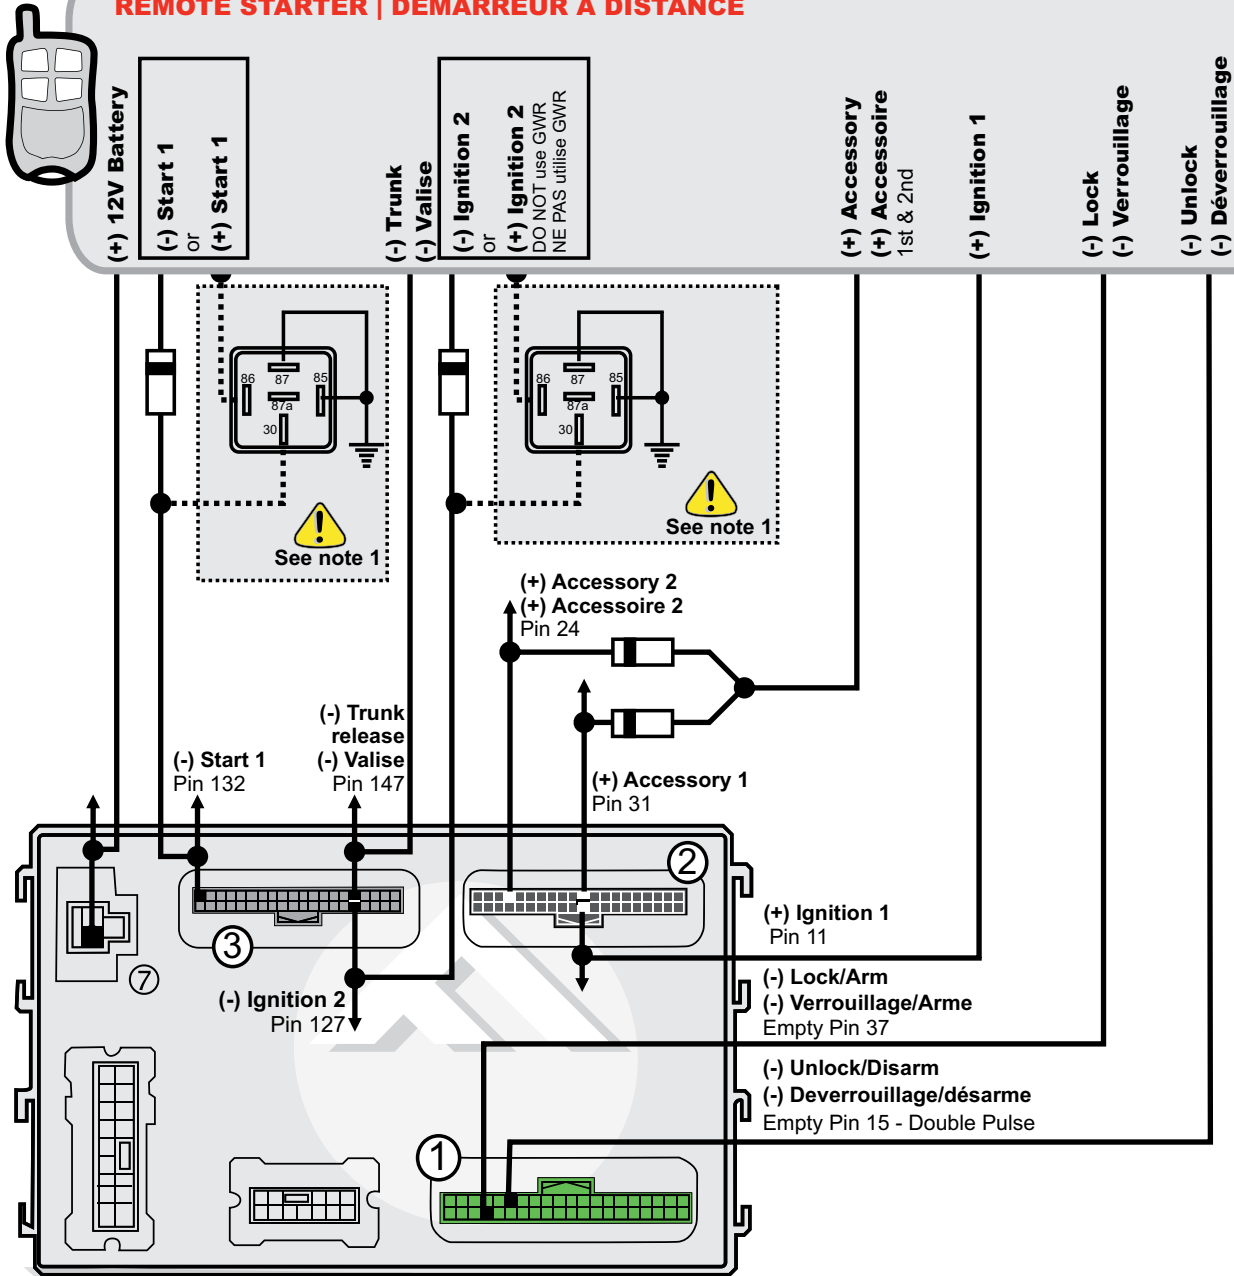 REMOTE STARTER | DÉMARREUR À DISTANCE
(+) 12V Battery
(-) Start 1
or
(+) Start 1
(-) Trunk
(-) Valise
(-) Ignition 2
or
(+) Ignition 2
DO NOT use GWR
NE PAS utilise GWR
(+) Accessory
(+) Accessoire
1st & 2nd
(+) Ignition 1
(-) Lock
(-) Verrouillage
(-) Unlock
(-) Déverrouillage
86
87
85
87a
30
See note 1
86
87
85
87a
30
See note 1
(+) Accessory 2
(+) Accessoire 2
Pin 24
(-) Trunk
release
(-) Valise
Pin 147
(-) Start 1
Pin 132
(+) Accessory 1
Pin 31
2
3
7
(+) Ignition 1
Pin 11
(-) Lock/Arm
(-) Verrouillage/Arme
Empty Pin 37
(-) Ignition 2
Pin 127
(-) Unlock/Disarm
(-) Deverrouillage/désarme
Empty Pin 15 - Double Pulse
1